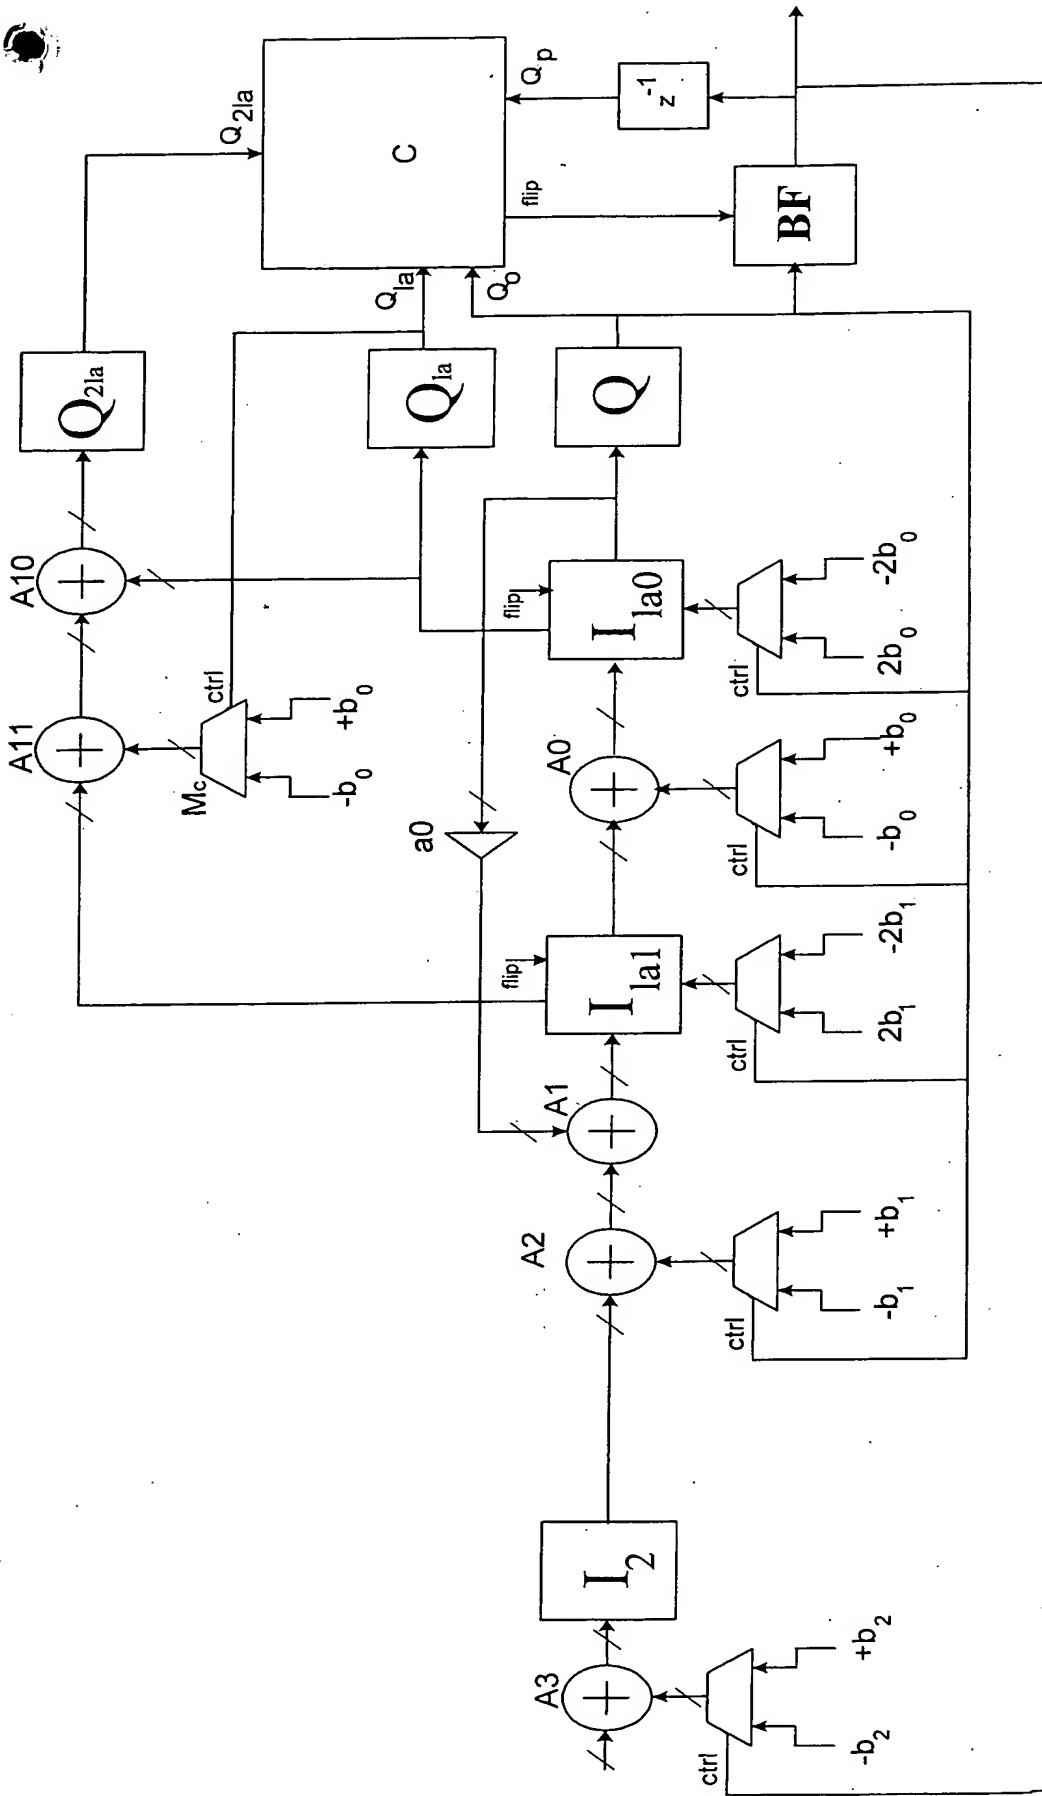 A11
A10
Q2la
Q2la
+
+
Mc
ctrl
-b0
+b0
Qla
Qla
C
Qo
Qp
a0
flip
flip
flip
z-1
A3
I2
A2
A1
Ila1
A0
Ila0
Q
BF
+
+
+
+
ctrl
-b2
+b2
ctrl
-b1
+b1
ctrl
2b1
-2b1
ctrl
-b0
+b0
ctrl
2b0
-2b0